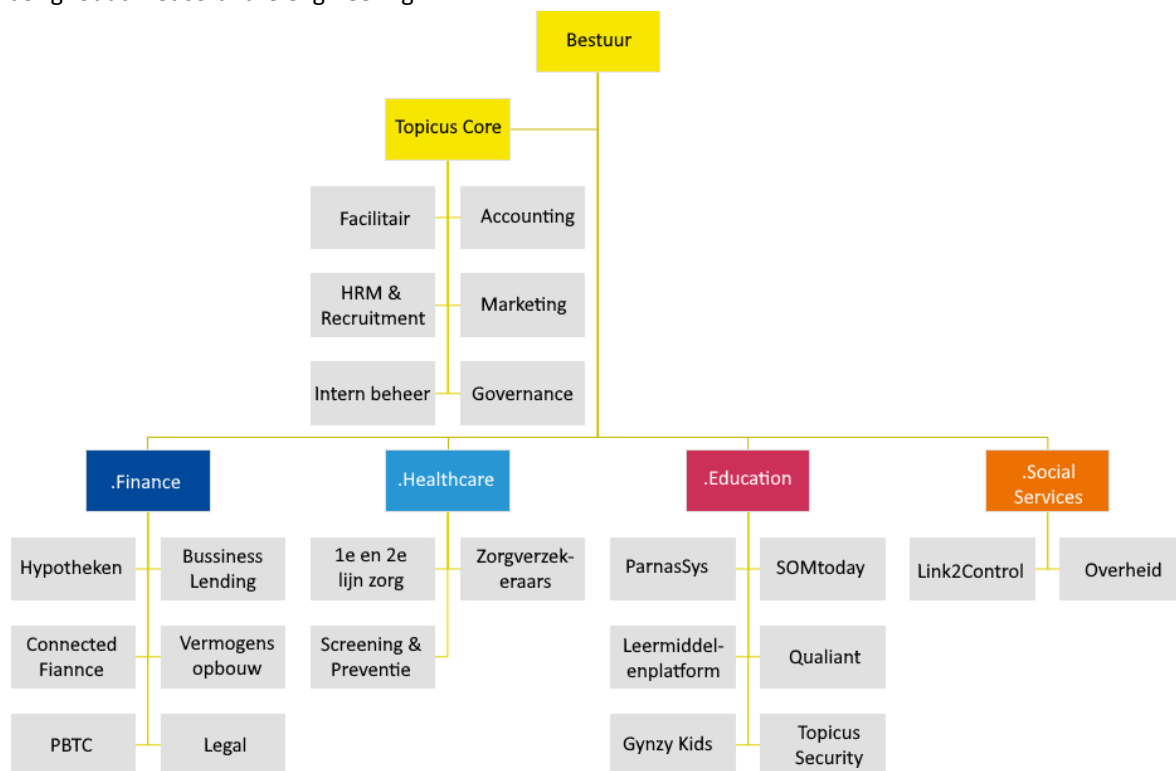 Bestuur
Topicus Core
Facilitair
Accounting
HRM &
Recruitment
Marketing
Intern beheer
Governance
.Finance
.Healthcare
.Education
.Social
Services
Hypotheken
Bussiness
Lending
1e en 2e
lijn zorg
Zorgverzek-
eraars
ParnasSys
SOMtoday
Link2Control
Overheid
Connected
Fiannce
Vermogens
opbouw
Screening &
Preventie
Leermiddel-
enplatform
Qualiant
PBTC
Legal
Gynzy Kids
Topicus
Security